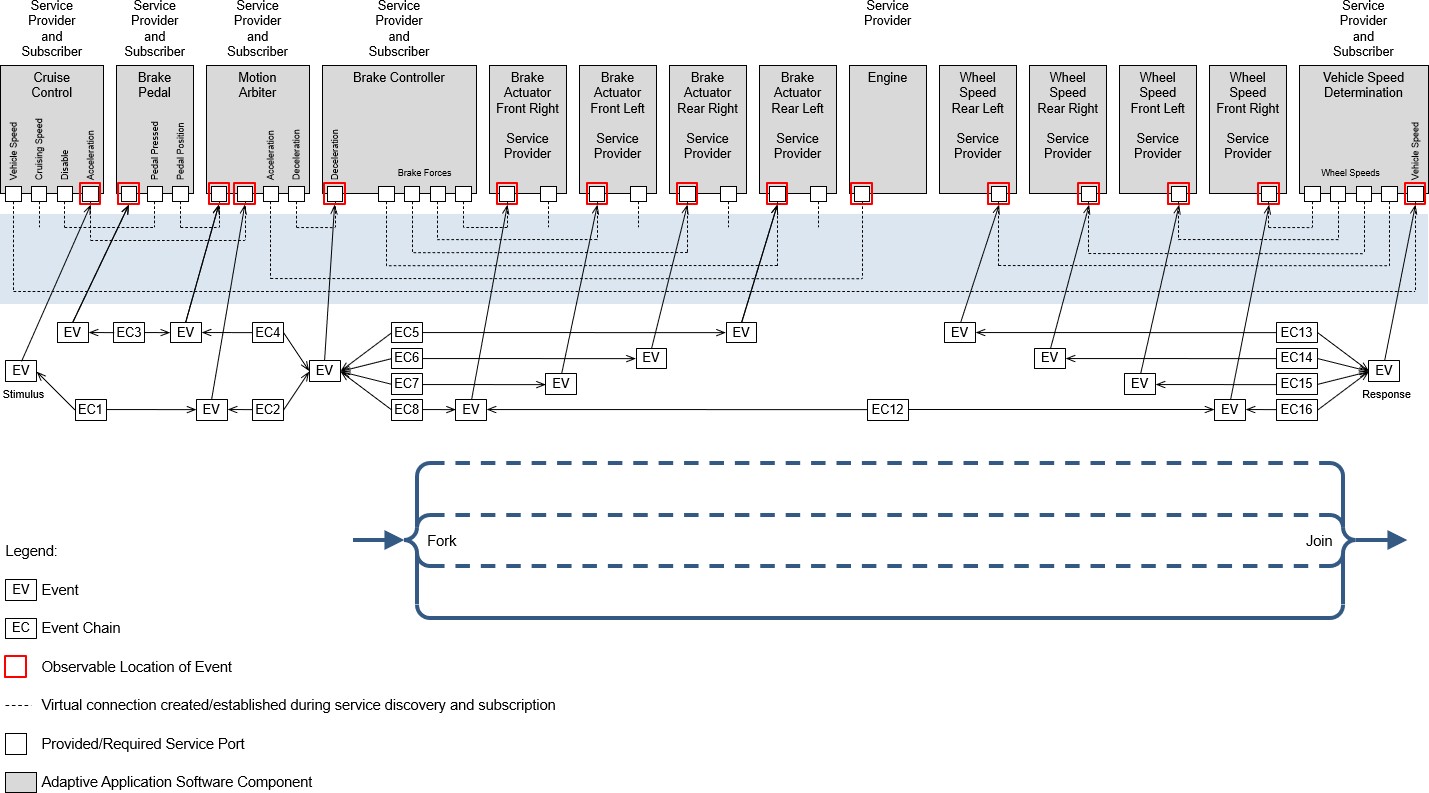 Service
Provider
and
Subscriber
Service
Provider
and
Subscriber
Service
Provider
and
Subscriber
Service
Provider
and
Subscriber
Service
Provider
Service
Provider
and
Subscriber
Cruise
Control
Vehicle Speed
Cruising Speed
Disable
Acceleration
Brake
Pedal
Pedal Pressed
Pedal Position
Motion
Arbiter
Acceleration
Deceleration
Brake Controller
Deceleration
Brake Forces
Brake
Actuator
Front Right
Service
Provider
Brake
Actuator
Front Left
Service
Provider
Brake
Actuator
Rear Right
Service
Provider
Brake
Actuator
Rear Left
Service
Provider
Engine
Wheel
Speed
Rear Left
Service
Provider
Wheel
Speed
Rear Right
Service
Provider
Wheel
Speed
Front Left
Service
Provider
Wheel
Speed
Front Right
Service
Provider
Vehicle Speed
Determination
Wheel Speeds
Vehicle Speed
EV
EC3
EV
EC4
EC5
EV
EV
EC13
EC6
EV
EV
EC14
EV
Stimulus
EV
EV
Response
EC7
EV
EV
EC15
EC1
EV
EC2
EC8
EV
EC12
EV
EC16
Fork
Join
Legend:
EV Event
EC Event Chain
Observable Location of Event
Virtual connection created/established during service discovery and subscription
Provided/Required Service Port
Adaptive Application Software Component